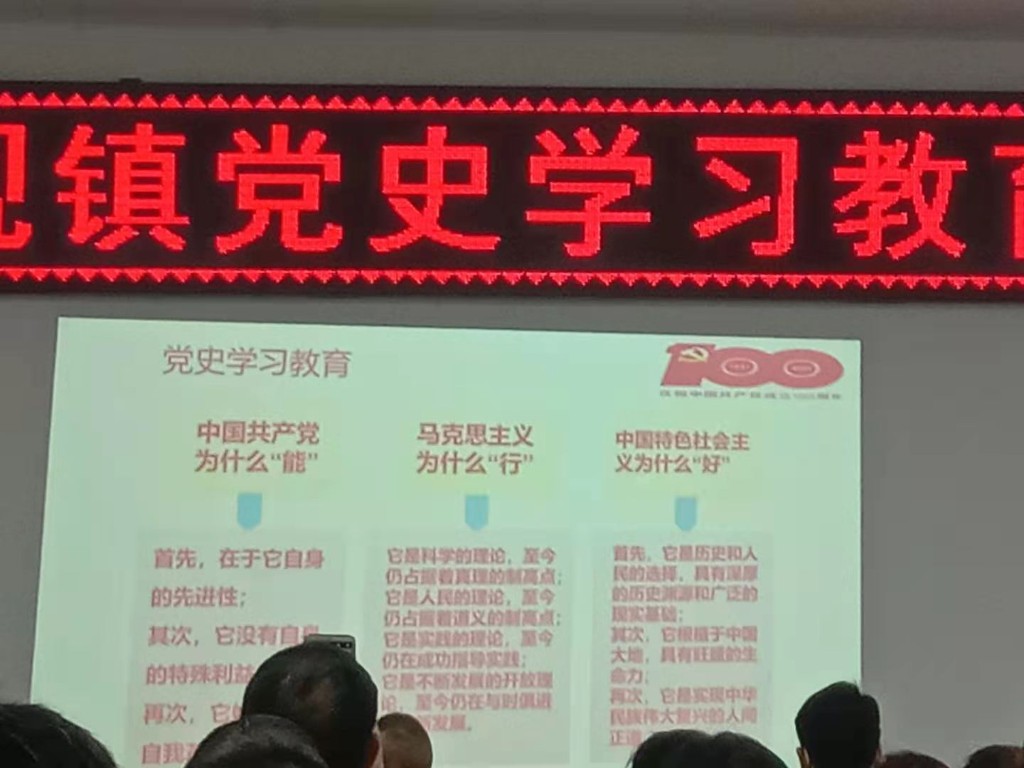 镇党史学习教
党史学习教育
100
中国共产党
为什么“能”
首先，在于它自身
的先进性；
其次，它没有自身
的特殊利益
再次，它
自我
马克思主义
为什么“行”
它是科学的理论，至今
仍占据着真理的制高点；
它是人民的理论，至今
仍占据着道义的制高点；
它是实践的理论，至今
仍在成功指导实践；
它是不断发展的开放理
论，至今仍在与时俱进
发展。
中国特色社会主
义为什么“好”
首先，它是历史和人
民的选择，具有深厚
的历史渊源和广泛的
现实基础；
其次，它根植于中国
大地，具有旺盛的生
命力；
再次，它是实现中华
民族伟大复兴的人间
正道